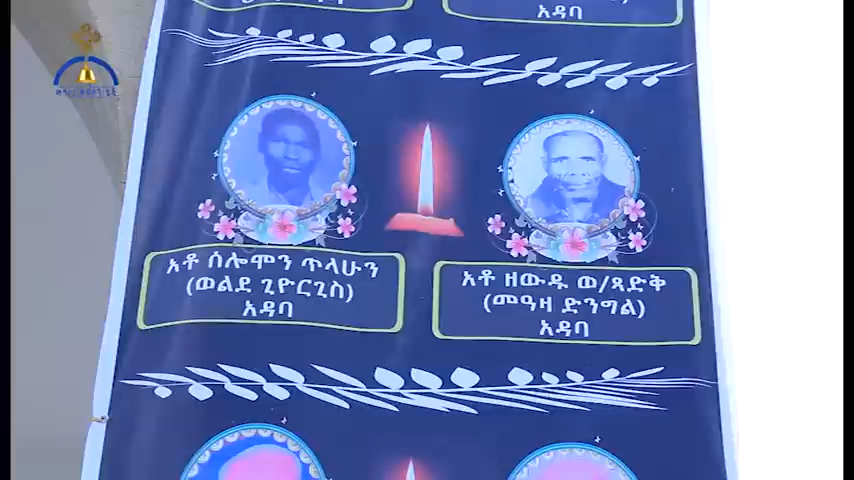 አዳባ
አቶ ሰሎሞን ጥላሁን
(ወልደ ጊዮርጊስ)
አዳባ
አቶ ዘውዱ ወ/ጻድቅ
(መዓዛ ድንግል)
አዳባ